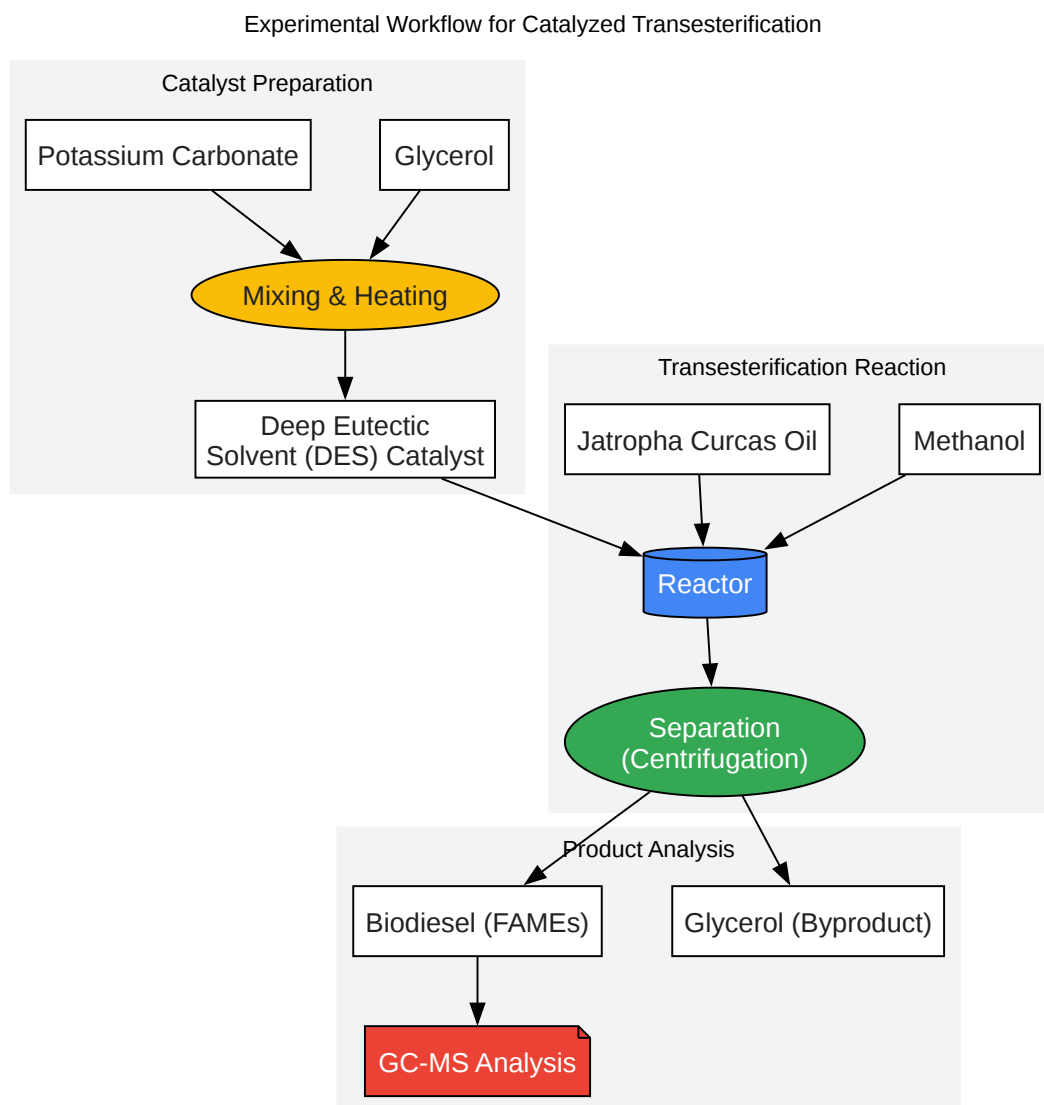 Experimental Workflow for Catalyzed Transesterification
Catalyst Preparation
Potassium Carbonate
Glycerol
Mixing & Heating
Deep Eutectic
Solvent (DES) Catalyst
Transesterification Reaction
Jatropha Curcas Oil
Methanol
Reactor
Separation
(Centrifugation)
Product Analysis
Biodiesel (FAMEs)
Glycerol (Byproduct)
GC-MS Analysis